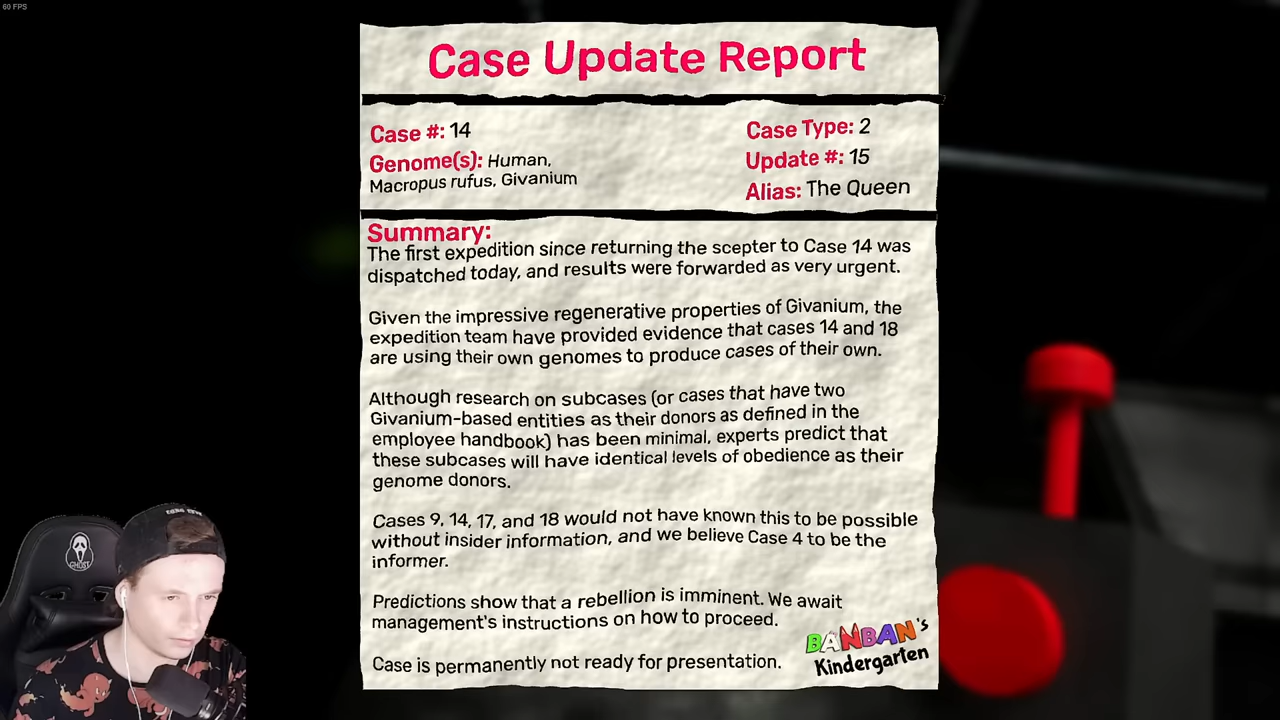 60 FPS
Case Update Report
Case #: 14
Genome(s): Human,
Macropus rufus, Givanium
Case Type: 2
Update #: 15
Alias: The Queen
Summary:
The first expedition since returning the scepter to Case 14 was
dispatched today, and results were forwarded as very urgent.
Given the impressive regenerative properties of Givanium, the
expedition team have provided evidence that cases 14 and 18
are using their own genomes to produce cases of their own.
Although research on subcases (or cases that have two
Givanium-based entities as their donors as defined in the
employee handbook) has been minimal, experts predict that
these subcases will have identical levels of obedience as their
genome donors.
Cases 9, 14, 17, and 18 would not have known this to be possible
without insider information, and we believe Case 4 to be the
informer.
Predictions show that a rebellion is imminent. We await
management's instructions on how to proceed.
Case is permanently not ready for presentation.
BANBAN's
Kindergarten
GHOST